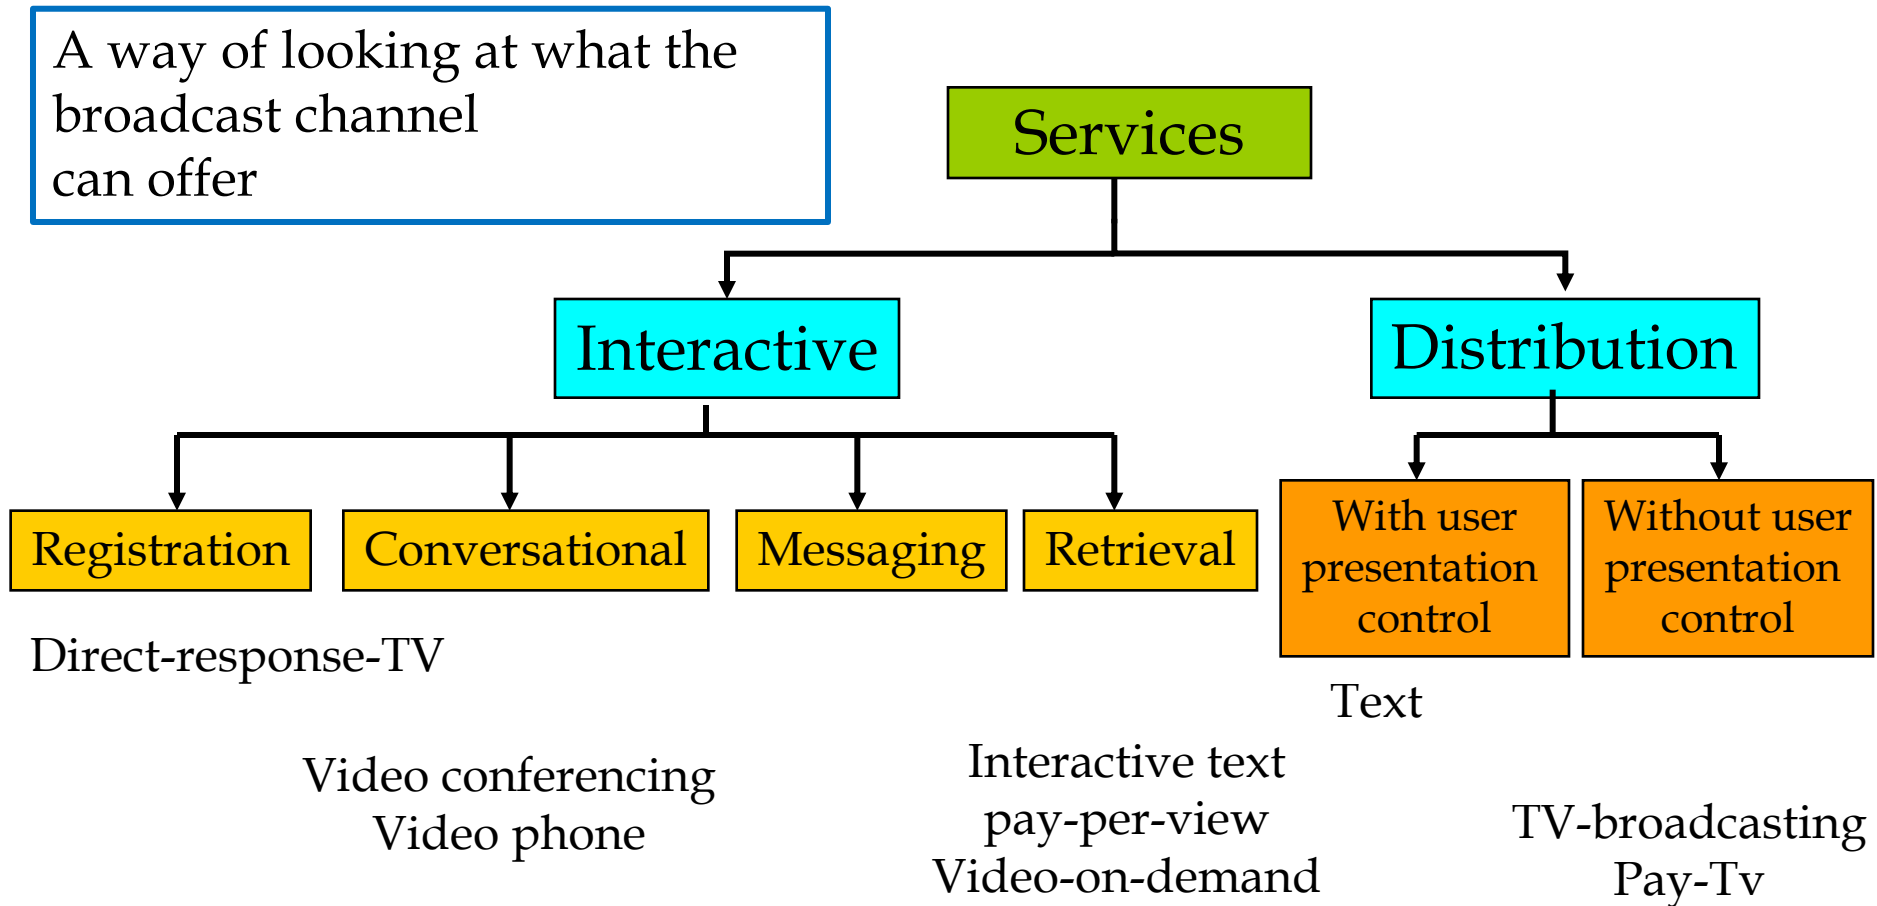 A way of looking at what the
broadcast channel
can offer
Services
Interactive
Distribution
Registration
Conversational
Messaging
Retrieval
With user
presentation
control
Without user
presentation
control
Direct-response-TV
Video conferencing
Video phone
Interactive text
pay-per-view
Video-on-demand
Text
TV-broadcasting
Pay-Tv